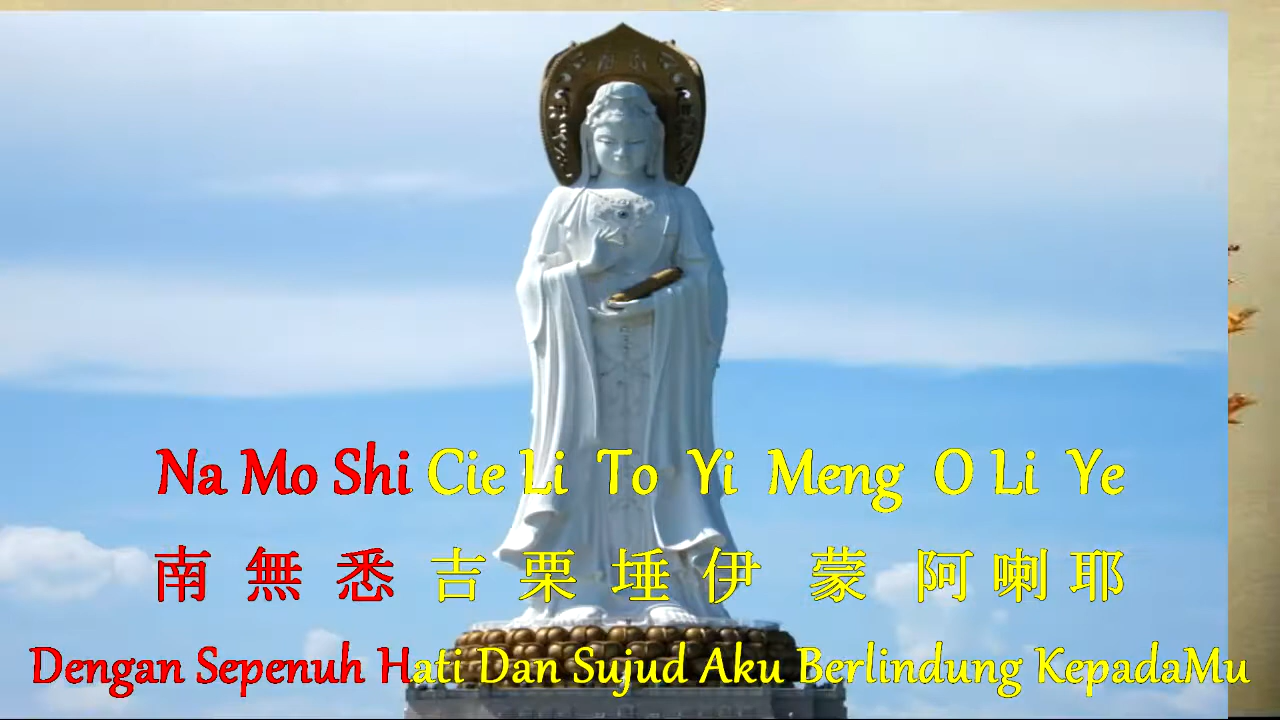 Na Mo Shi Cie Li To Yi Meng O Li Ye
南 無 悉 吉 栗 埵 伊 蒙 阿 喇 耶
Dengan Sepenuh Hati Dan Sujud Aku Berlindung KepadaMu